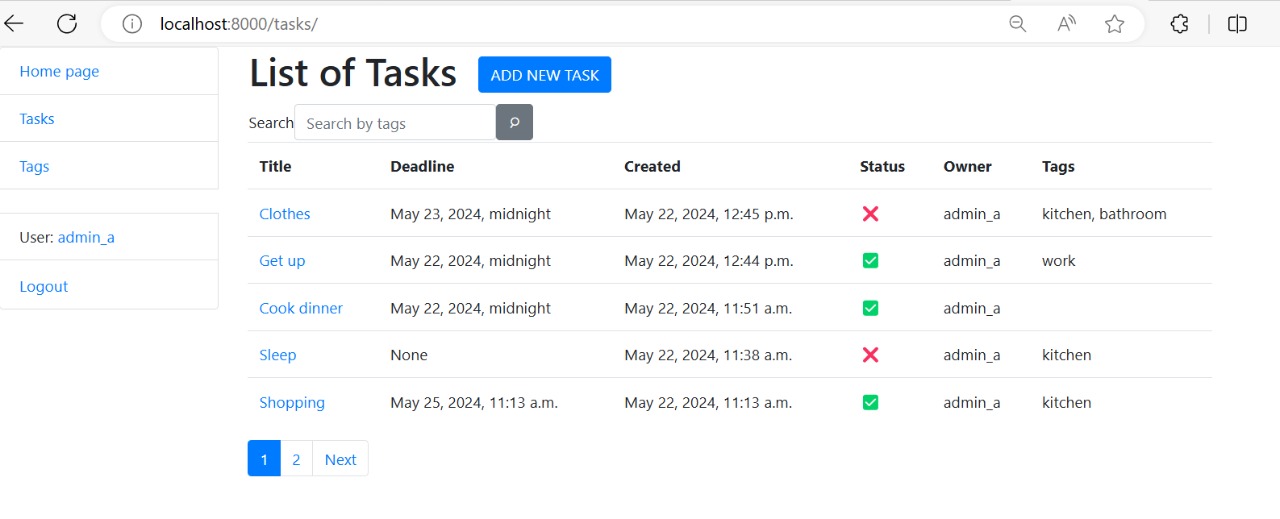 localhost:8000/tasks/
Home page
Tasks
Tags
User: admin_a
Logout
List of Tasks ADD NEW TASK
Search Search by tags
Title Deadline Created Status Owner Tags
Clothes May 23, 2024, midnight May 22, 2024, 12:45 p.m. ❌ admin_a kitchen, bathroom
Get up May 22, 2024, midnight May 22, 2024, 12:44 p.m. ✅ admin_a work
Cook dinner May 22, 2024, midnight May 22, 2024, 11:51 a.m. ✅ admin_a
Sleep None May 22, 2024, 11:38 a.m. ❌ admin_a kitchen
Shopping May 25, 2024, 11:13 a.m. May 22, 2024, 11:13 a.m. ✅ admin_a kitchen
1 2 Next